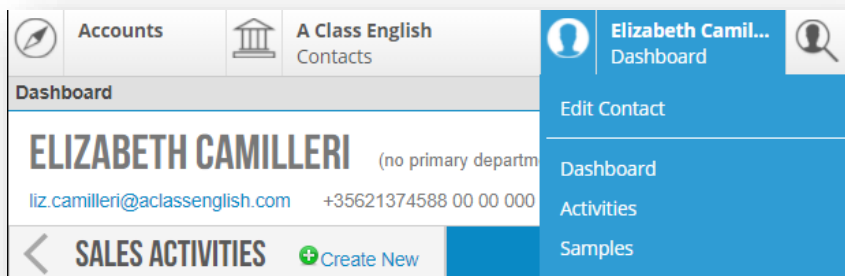 Accounts
A Class English
Contacts
Elizabeth Camil...
Dashboard
Dashboard
Edit Contact
ELIZABETH CAMILLERI (no primary departm
Dashboard
liz.camilleri@aclassenglish.com +35621374588 00 00 000
Activities
SALES ACTIVITIES Create New
Samples